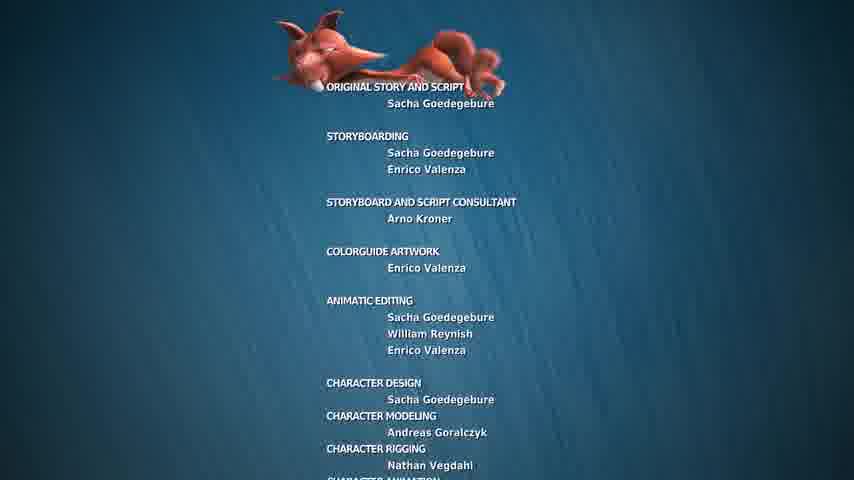 ORIGINAL STORY AND SCRIPT
Sacha Goedegebure
STORYBOARDING
Sacha Goedegebure
Enrico Valenza
STORYBOARD AND SCRIPT CONSULTANT
Arno Kroner
COLORGUIDE ARTWORK
Enrico Valenza
ANIMATIC EDITING
Sacha Goedegebure
William Reynish
Enrico Valenza
CHARACTER DESIGN
Sacha Goedegebure
CHARACTER MODELING
Andreas Goralczyk
CHARACTER RIGGING
Nathan Vegdahl
CHARACTER ANIMATION